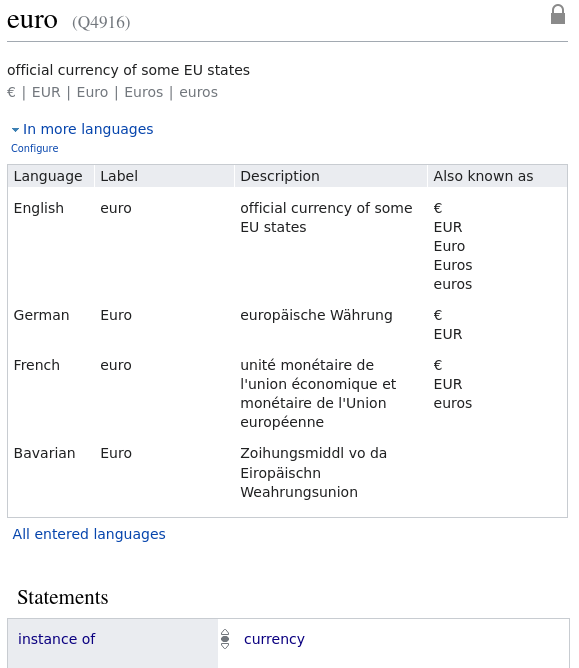 euro (Q4916)
official currency of some EU states
€ | EUR | Euro | Euros | euros
In more languages
Configure
Language Label Description Also known as
English euro official currency of some €
EU states EUR
Euro
Euros
euros
German Euro europäische Währung €
EUR
French euro unité monétaire de €
l'union économique et EUR
monétaire de l'Union euros
européenne
Bavarian Euro Zoihungsmiddl vo da
Eiropäischn
Weahrungsunion
All entered languages
Statements
instance of currency